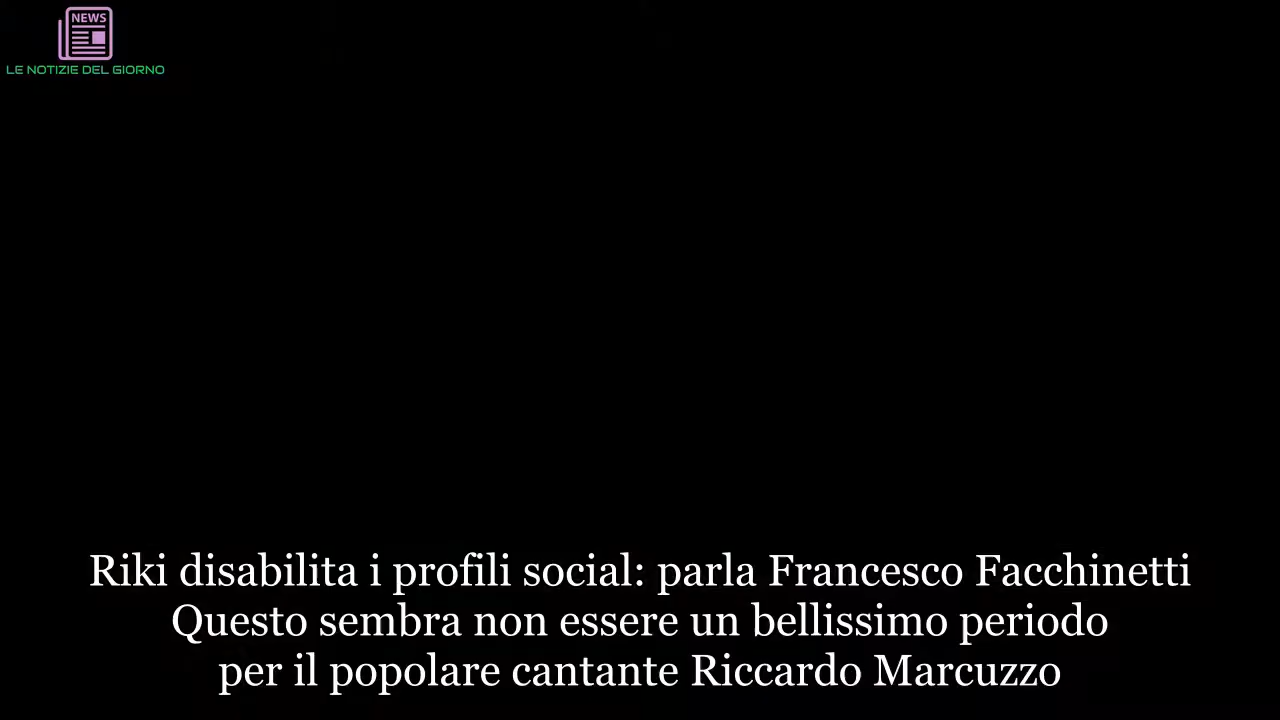 NEWS
LE NOTIZIE DEL GIORNO
Riki disabilita i profili social: parla Francesco Facchinetti
Questo sembra non essere un bellissimo periodo
per il popolare cantante Riccardo Marcuzzo